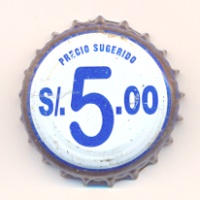 PRECIO SUGERIDO
S/. 5.00